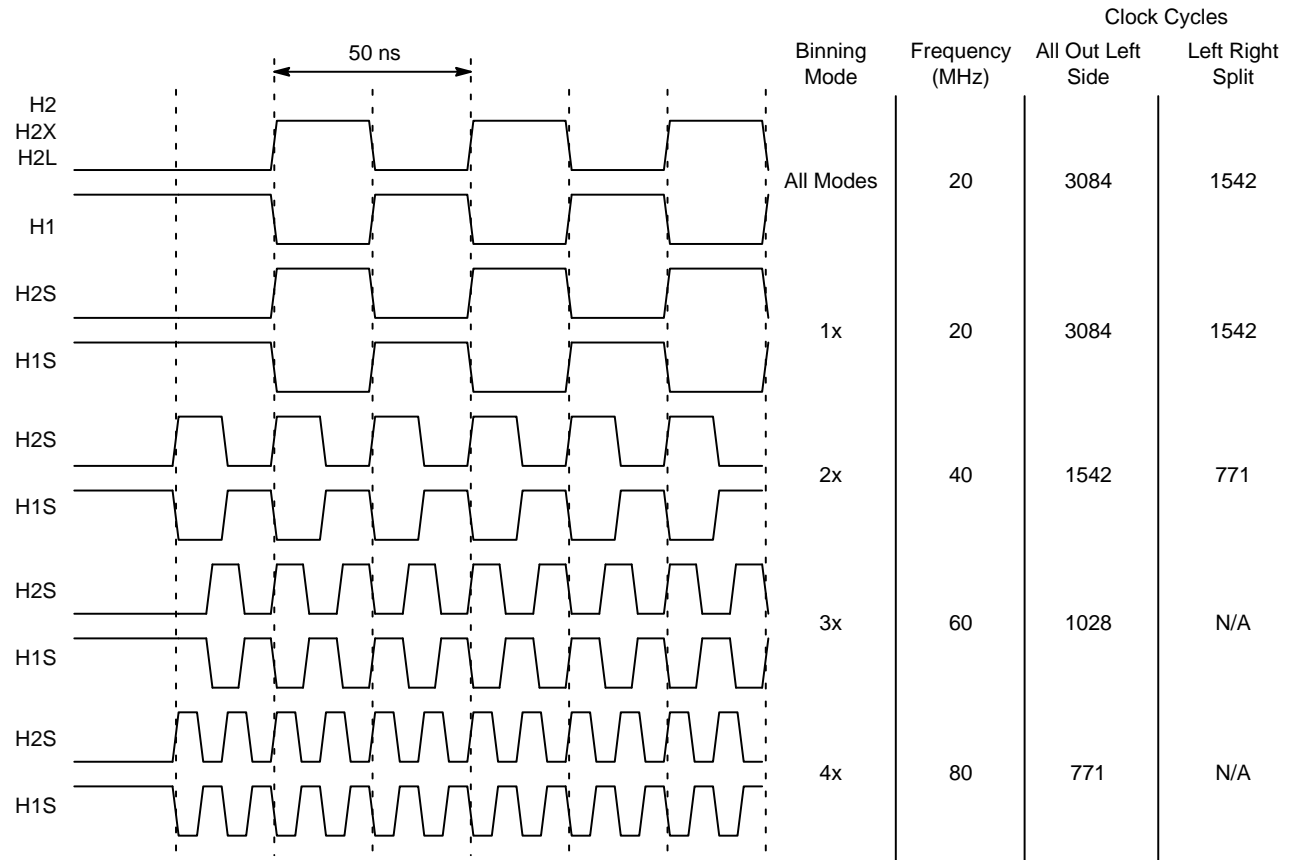 Clock Cycles
50 ns
Binning Mode
Frequency (MHz)
All Out Left Side
Left Right Split
H2
H2X
H2L
All Modes 20 3084 1542
H1
H2S
1x 20 3084 1542
H1S
H2S
2x 40 1542 771
H1S
H2S
3x 60 1028 N/A
H1S
H2S
4x 80 771 N/A
H1S